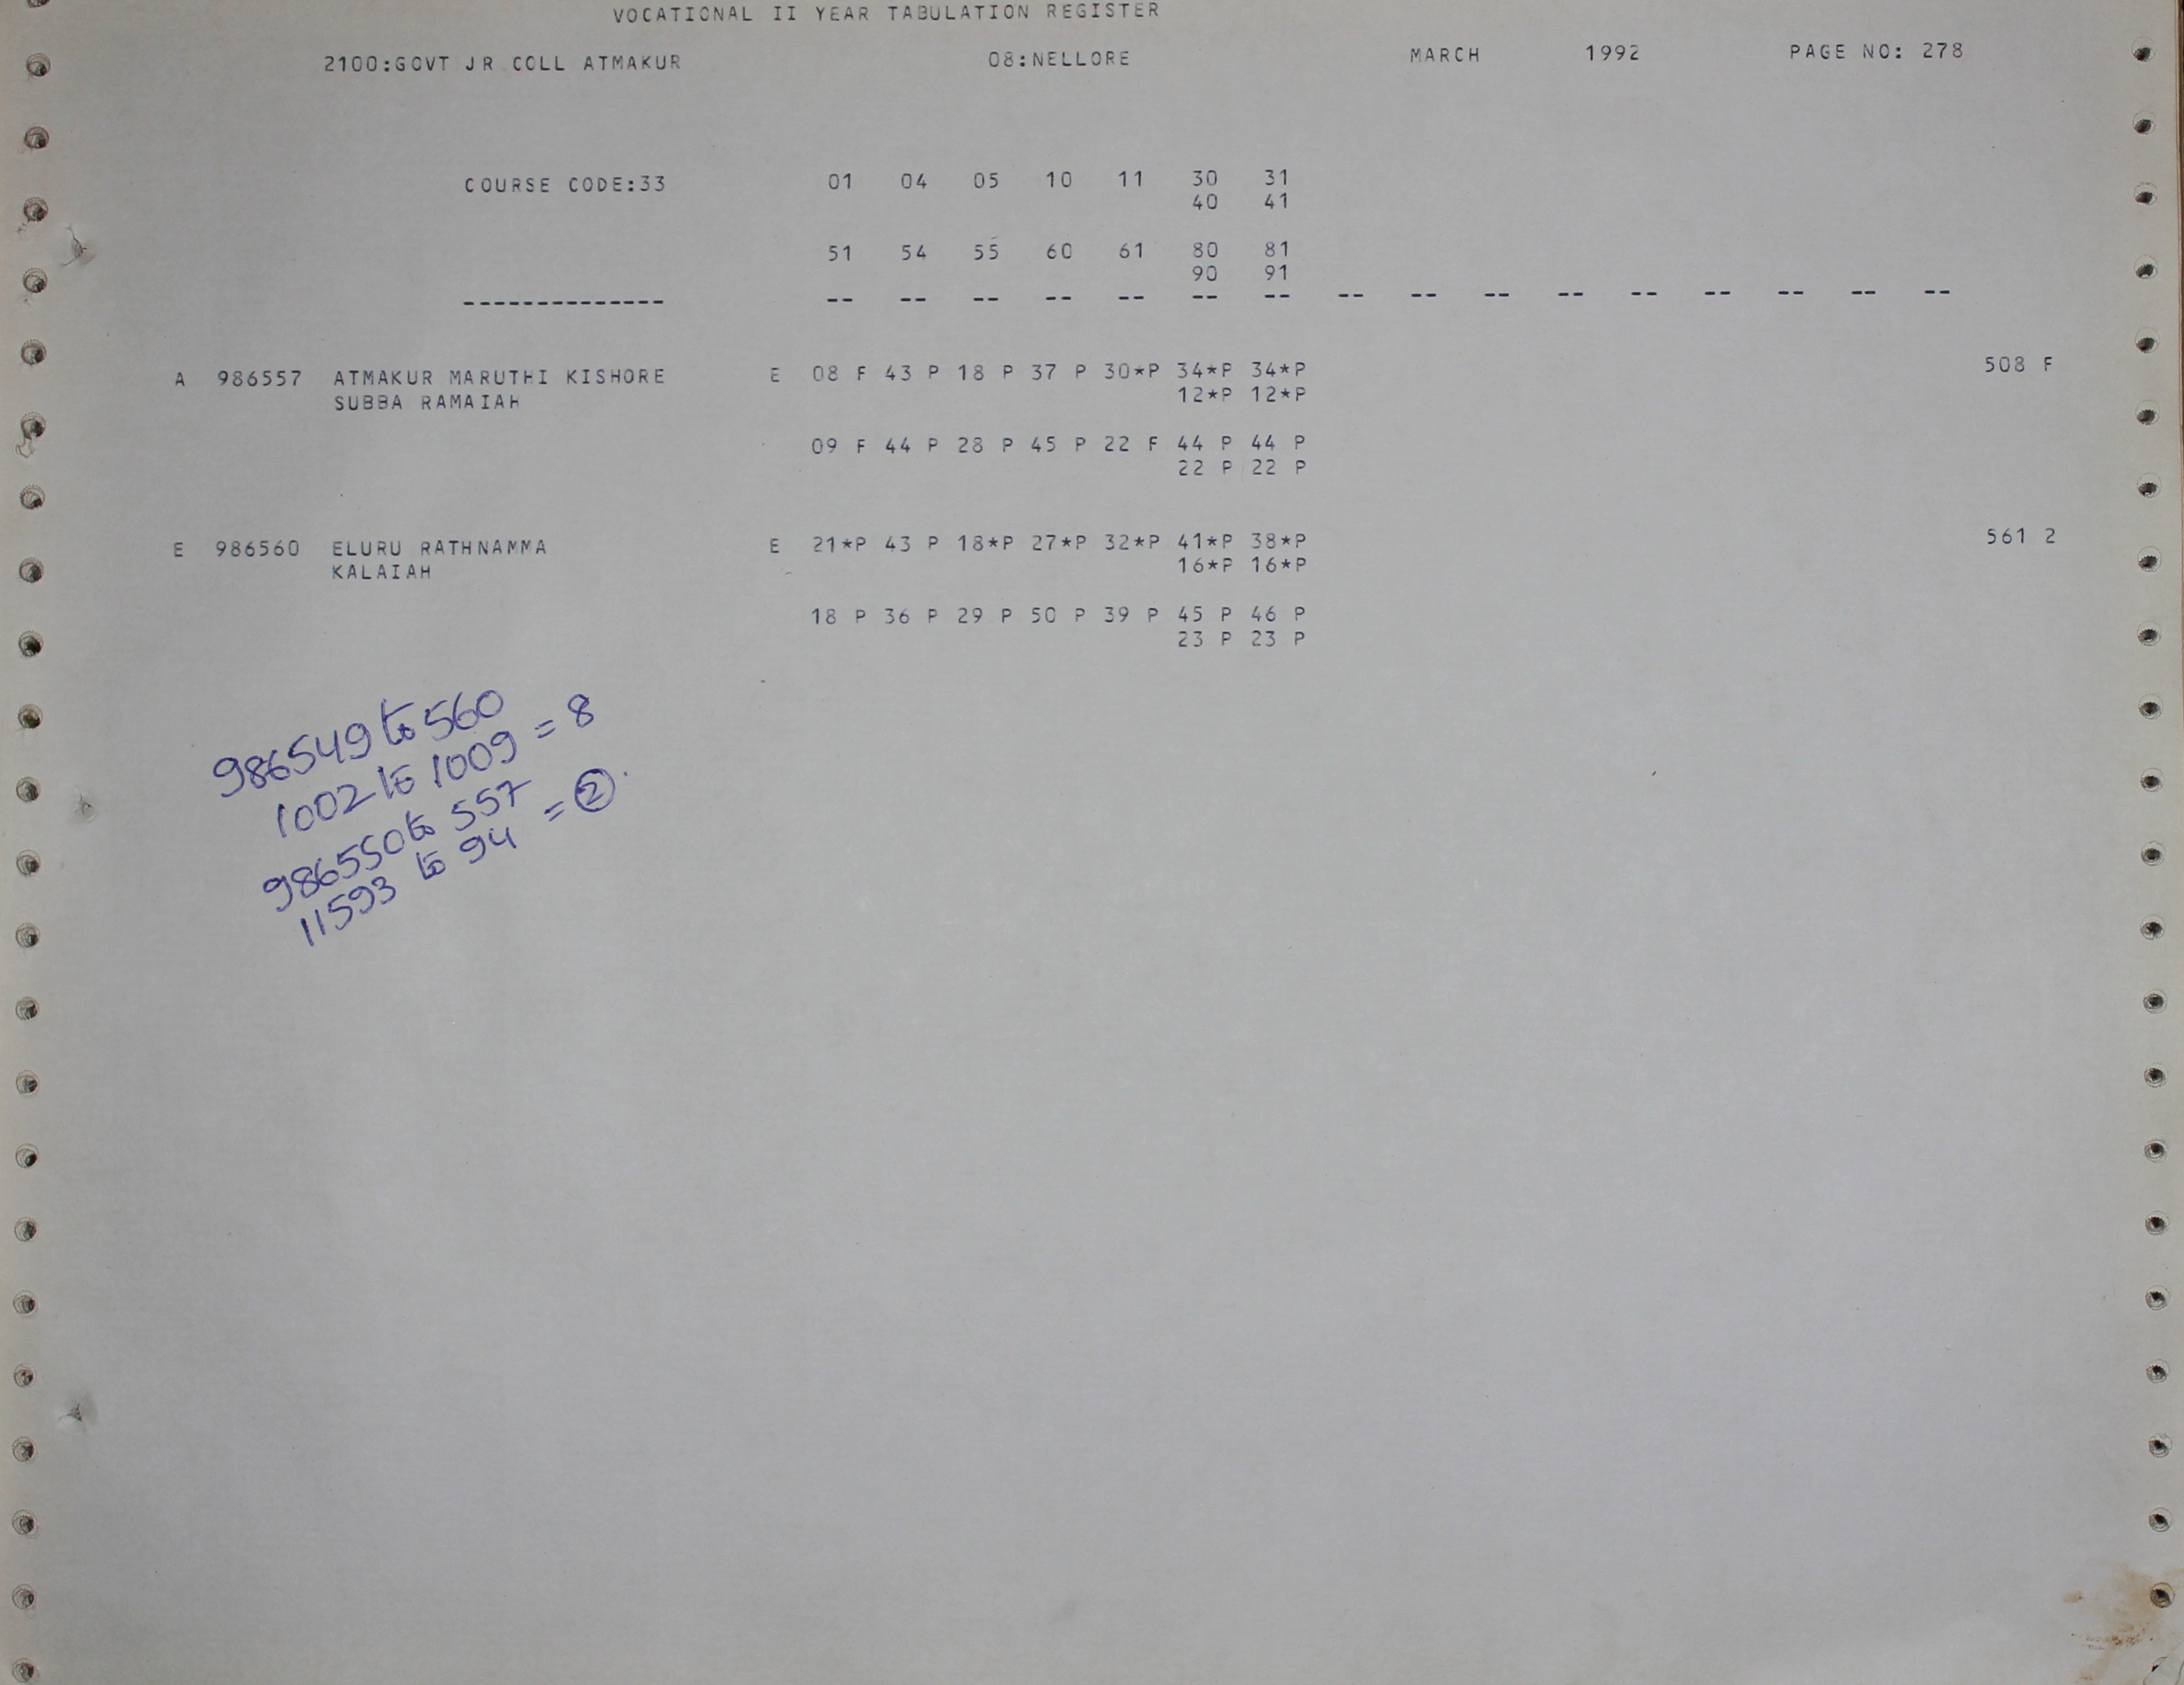 VOCATIONAL II YEAR TABULATION REGISTER
2100:GOVT JR COLL ATMAKUR 08:NELLORE MARCH 1992 PAGE NO: 278
COURSE CODE:33 01 04 05 10 11 30 31
40 41
51 54 55 60 61 80 81
90 91
-------------- -- -- -- -- -- -- -- -- -- -- -- -- -- -- -- --
A 986557 ATMAKUR MARUTHI KISHORE E 08 F 43 P 18 P 37 P 30*P 34*P 34*P 508 F
SUBBA RAMAIAH 12*P 12*P
09 F 44 P 28 P 45 P 22 F 44 P 44 P
22 P 22 P
E 986560 ELURU RATHNAMMA E 21*P 43 P 18*P 27*P 32*P 41*P 38*P 561 2
KALAIAH 16*P 16*P
18 P 36 P 29 P 50 P 39 P 45 P 46 P
23 P 23 P
986549 to 560
1002 to 1009 = 8
986550 to 557
11593 to 94 = 2